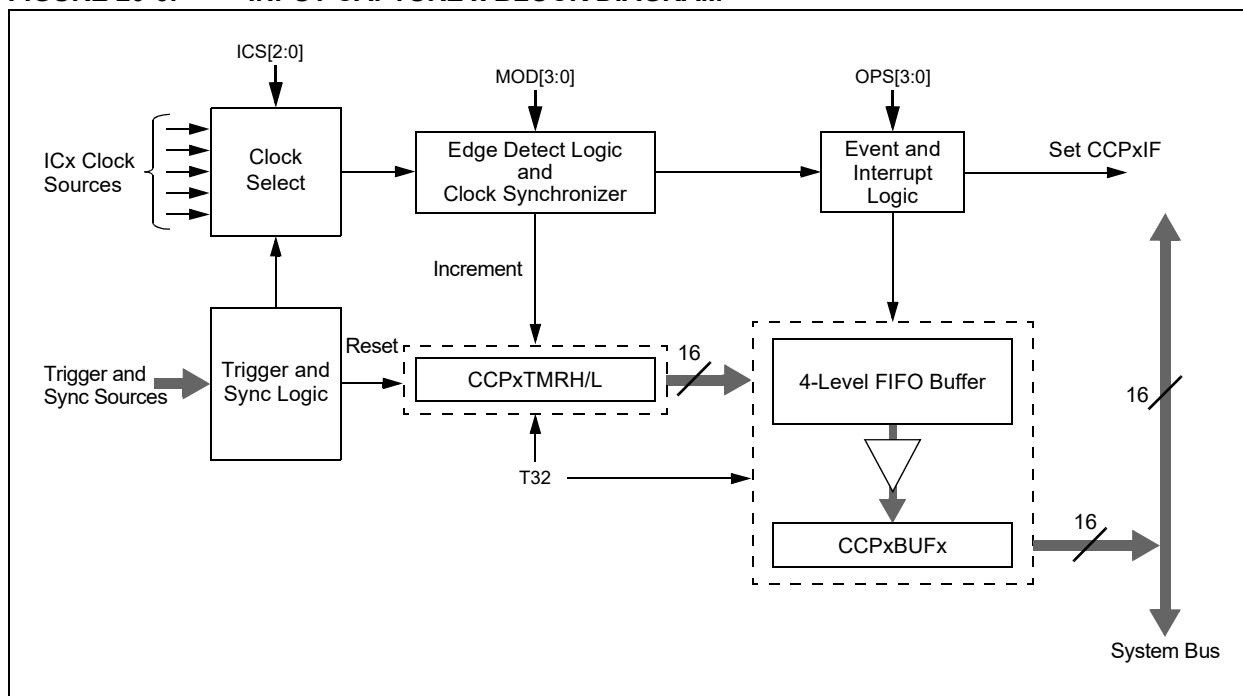 ICS[2:0]
MOD[3:0]
OPS[3:0]
ICx Clock
Sources
Clock
Select
Edge Detect Logic
and
Clock Synchronizer
Event and
Interrupt
Logic
Set CCPxIF
Increment
Trigger and
Sync Sources
Trigger and
Sync Logic
Reset
CCPxTMRH/L
16
4-Level FIFO Buffer
16
T32
CCPxBUFx
16
System Bus